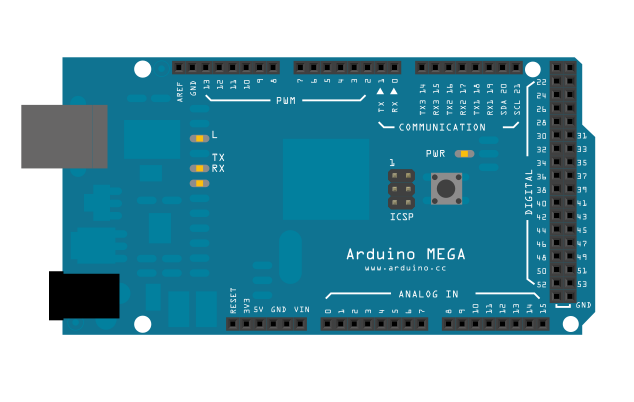 AREF GND 13 12 11 10 9 8 7 6 5 4 3 2 1 0 TX3 14 RX3 15 TX2 16 RX2 17 TX1 18 RX1 19 SDA 20 SCL 21
PWM
TX RX
COMMUNICATION
L
TX
RX
PWR
1
ICSP
Arduino MEGA
www.arduino.cc
DIGITAL
22
24
26
28
30 31
32 33
34 35
36 37
38 39
40 41
42 43
44 45
46 47
48 49
50 51
52 53
GND
ANALOG IN
RESET 3V3 5V GND VIN
0 1 2 3 4 5 6 7 8 9 10 11 12 13 14 15